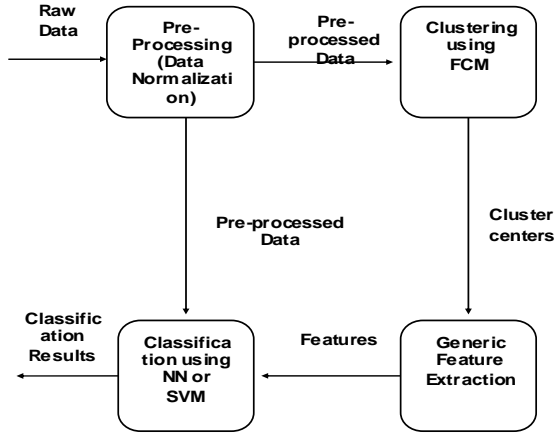 Raw
Data
Pre-
Processing
(Data
Normalizati
on)
Pre-
processed
Data
Clustering
using
FCM
Pre-processed
Data
Cluster
centers
Classific
ation
Results
Classifica
tion using
NN or
SVM
Features
Generic
Feature
Extraction